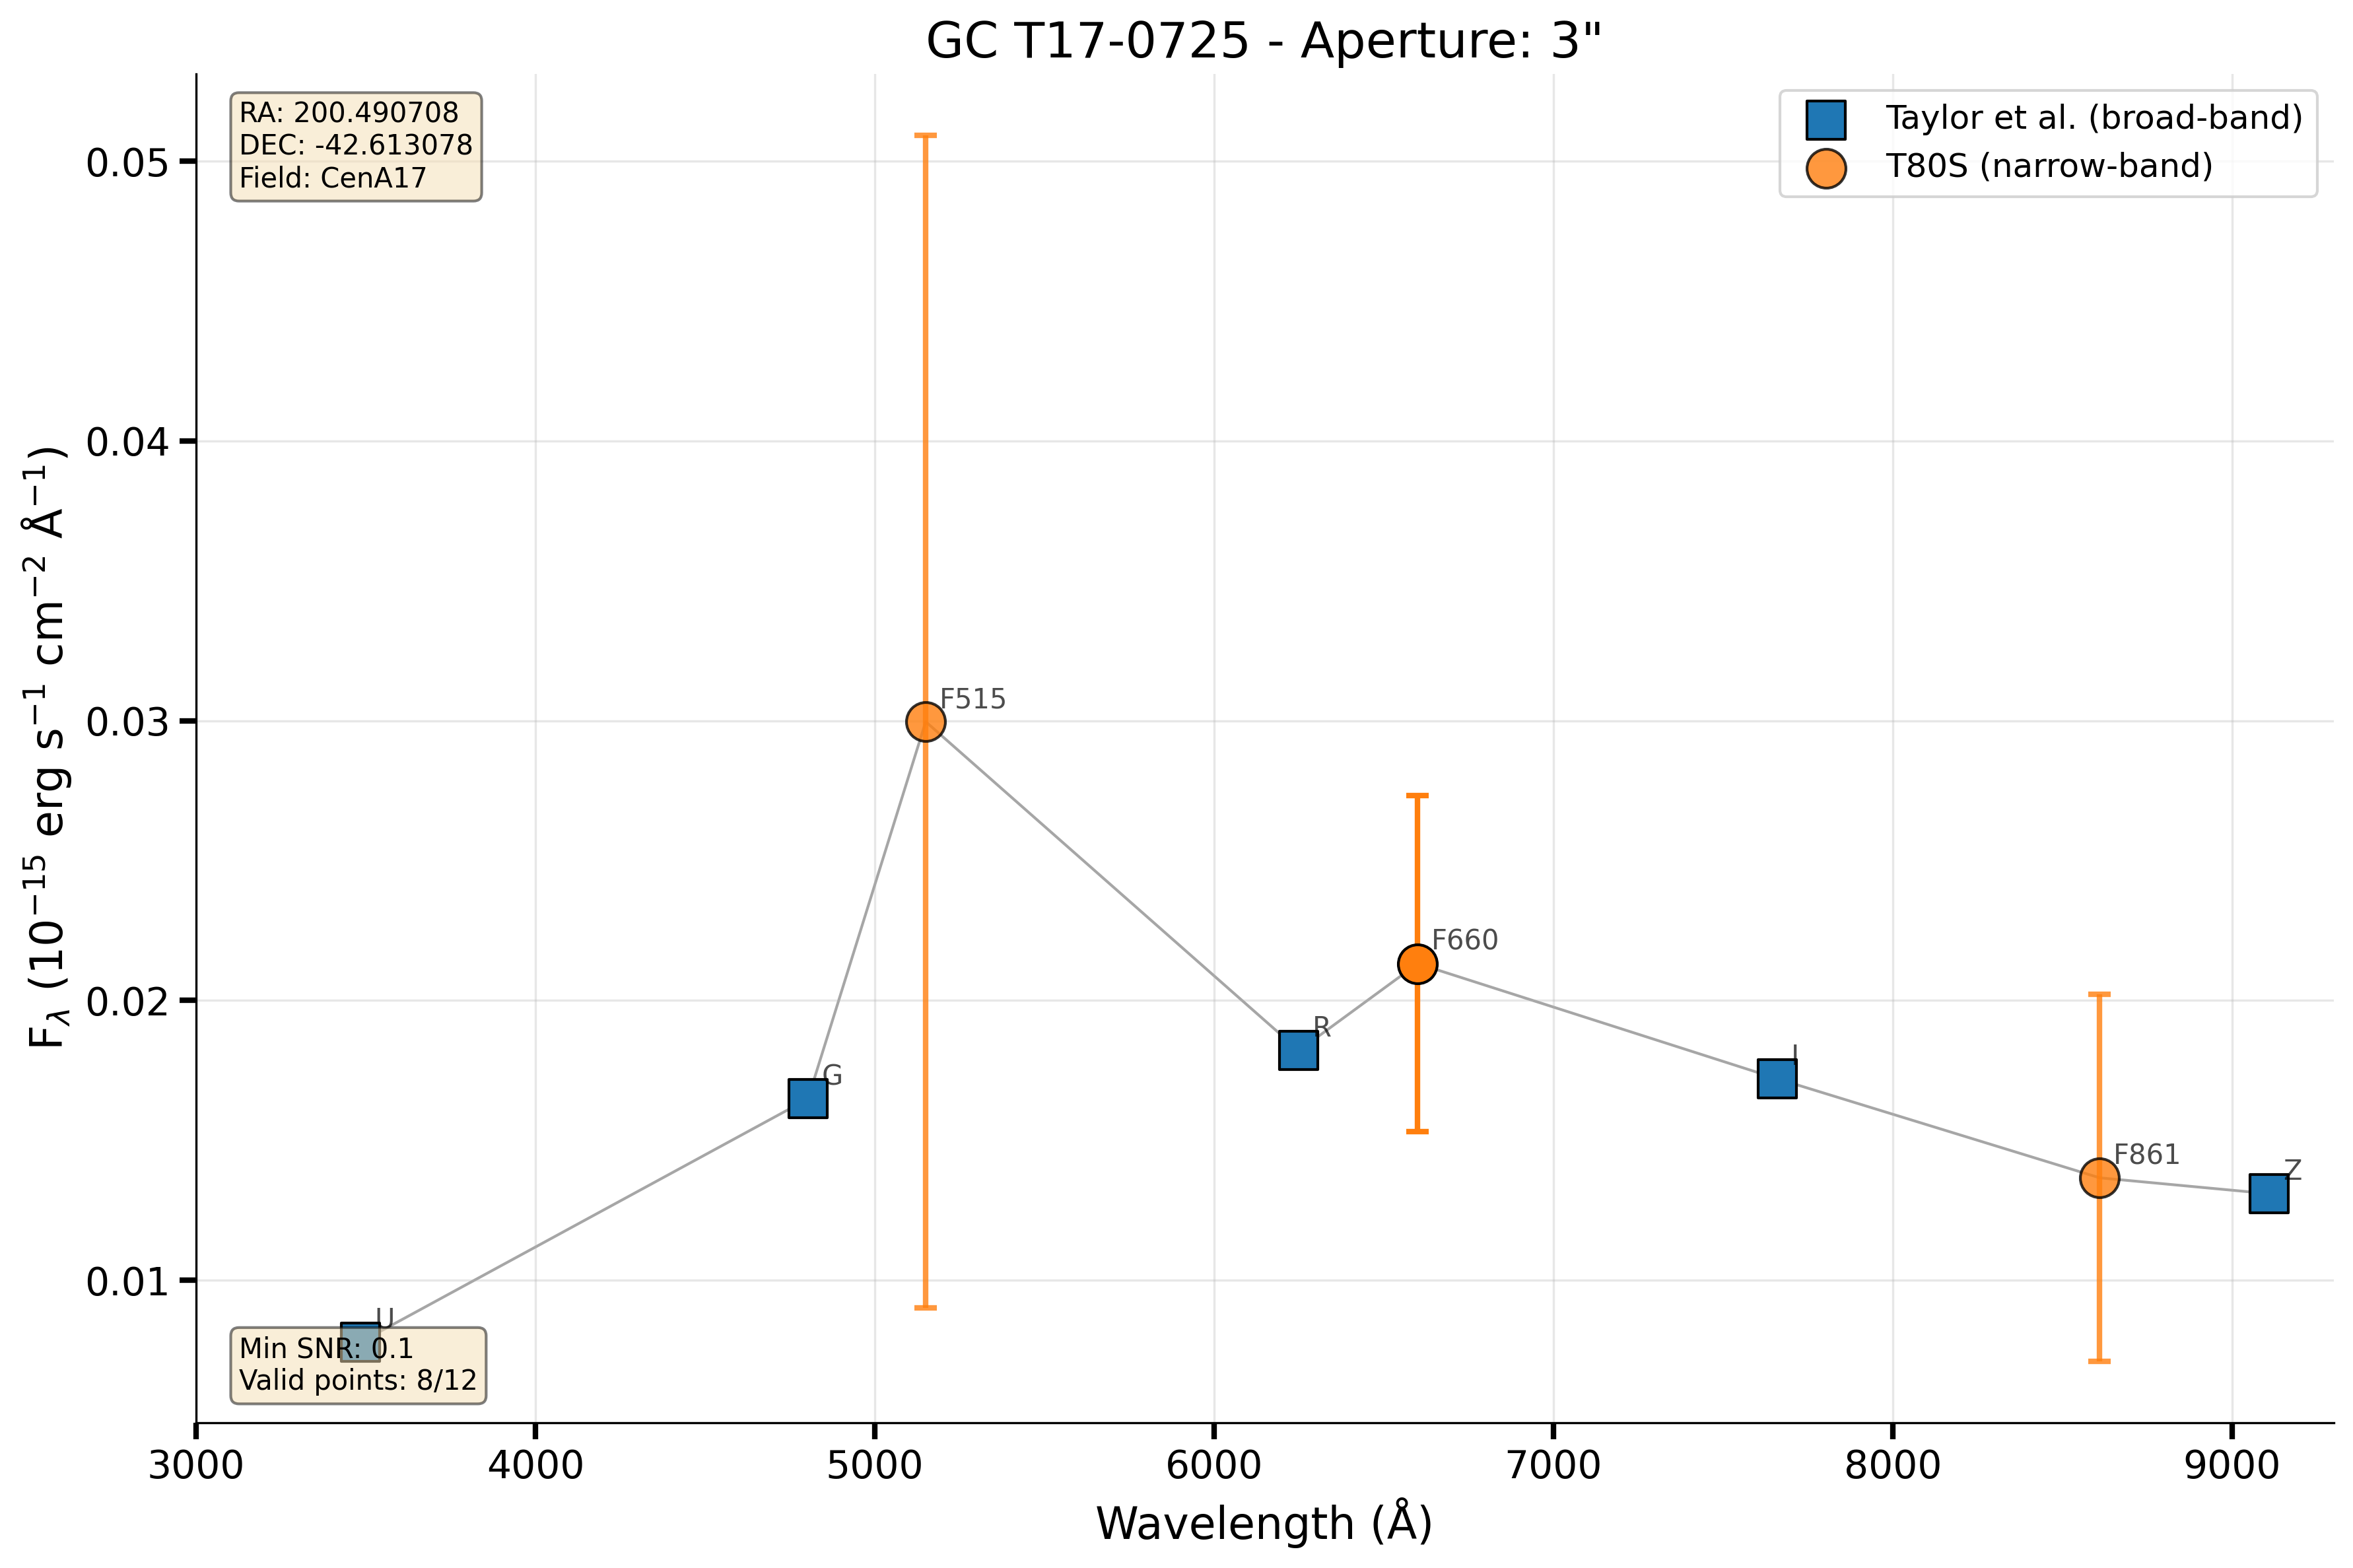 GC T17-0725 - Aperture: 3"
RA: 200.490708
DEC: -42.613078
Field: CenA17
Taylor et al. (broad-band)
T80S (narrow-band)
0.05
0.04
0.03
0.02
0.01
F_λ (10⁻¹⁵ erg s⁻¹ cm⁻² Å⁻¹)
F515
F660
R
G
I
F861
Z
U
Min SNR: 0.1
Valid points: 8/12
3000 4000 5000 6000 7000 8000 9000
Wavelength (Å)